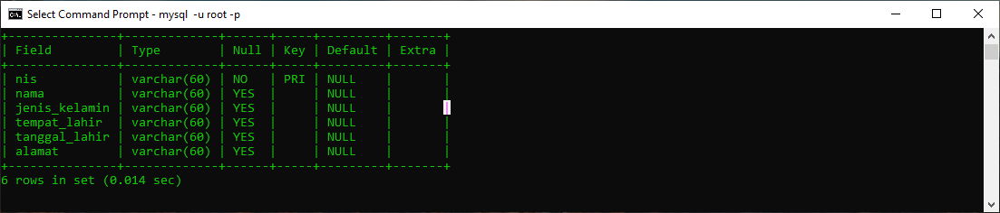 Select Command Prompt - mysql  -u root -p
+---------------+-------------+------+-----+---------+-------+
| Field         | Type        | Null | Key | Default | Extra |
+---------------+-------------+------+-----+---------+-------+
| nis           | varchar(60) | NO   | PRI | NULL    |       |
| nama          | varchar(60) | YES  |     | NULL    |       |
| jenis_kelamin | varchar(60) | YES  |     | NULL    |       |
| tempat_lahir  | varchar(60) | YES  |     | NULL    |       |
| tanggal_lahir | varchar(60) | YES  |     | NULL    |       |
| alamat        | varchar(60) | YES  |     | NULL    |       |
+---------------+-------------+------+-----+---------+-------+
6 rows in set (0.014 sec)